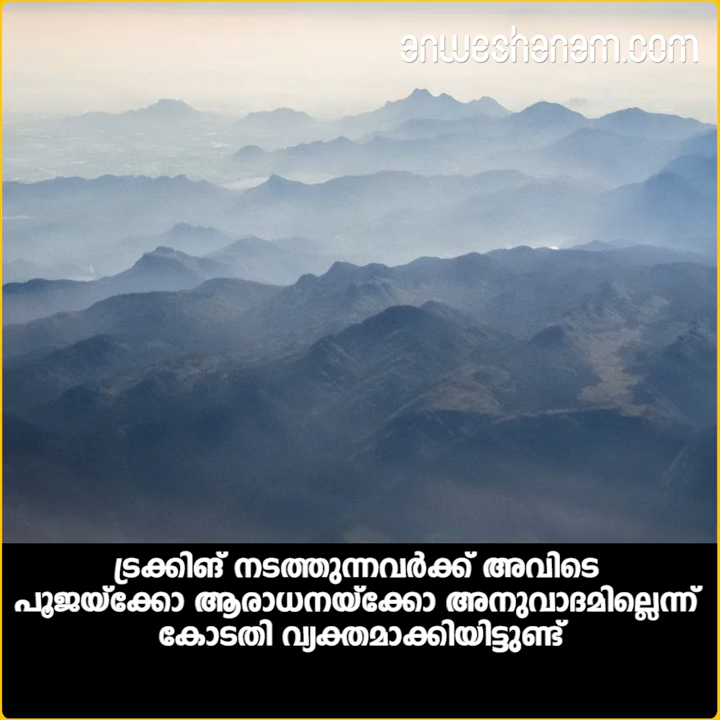 anweshanam.com
ട്രക്കിങ് നടത്തുന്നവർക്ക് അവിടെ
പൂജയ്ക്കോ ആരാധനയ്ക്കോ അനുവാദമില്ലെന്ന്
കോടതി വ്യക്തമാക്കിയിട്ടുണ്ട്